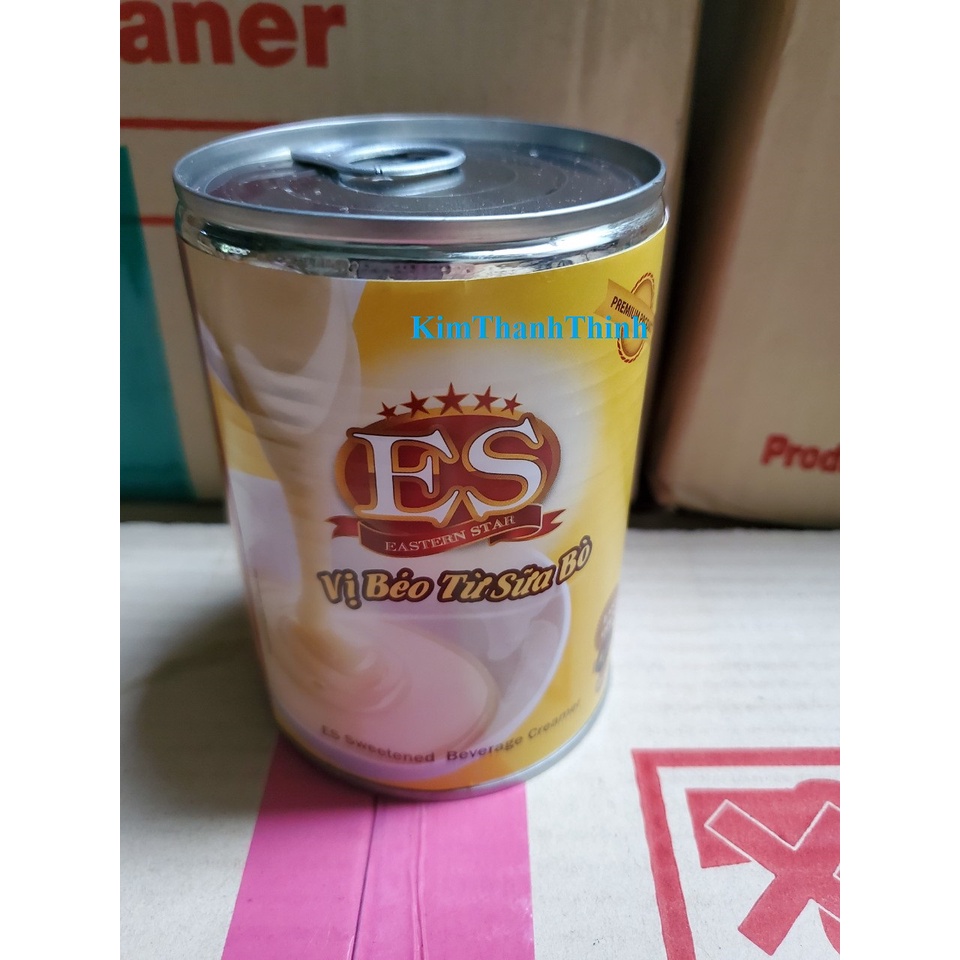 aner
PREMIUM
KimThanhThinh
ES
EASTERN STAR
Vị Béo Từ Sữa Bò
ES Sweetened Beverage Creamer
Prod